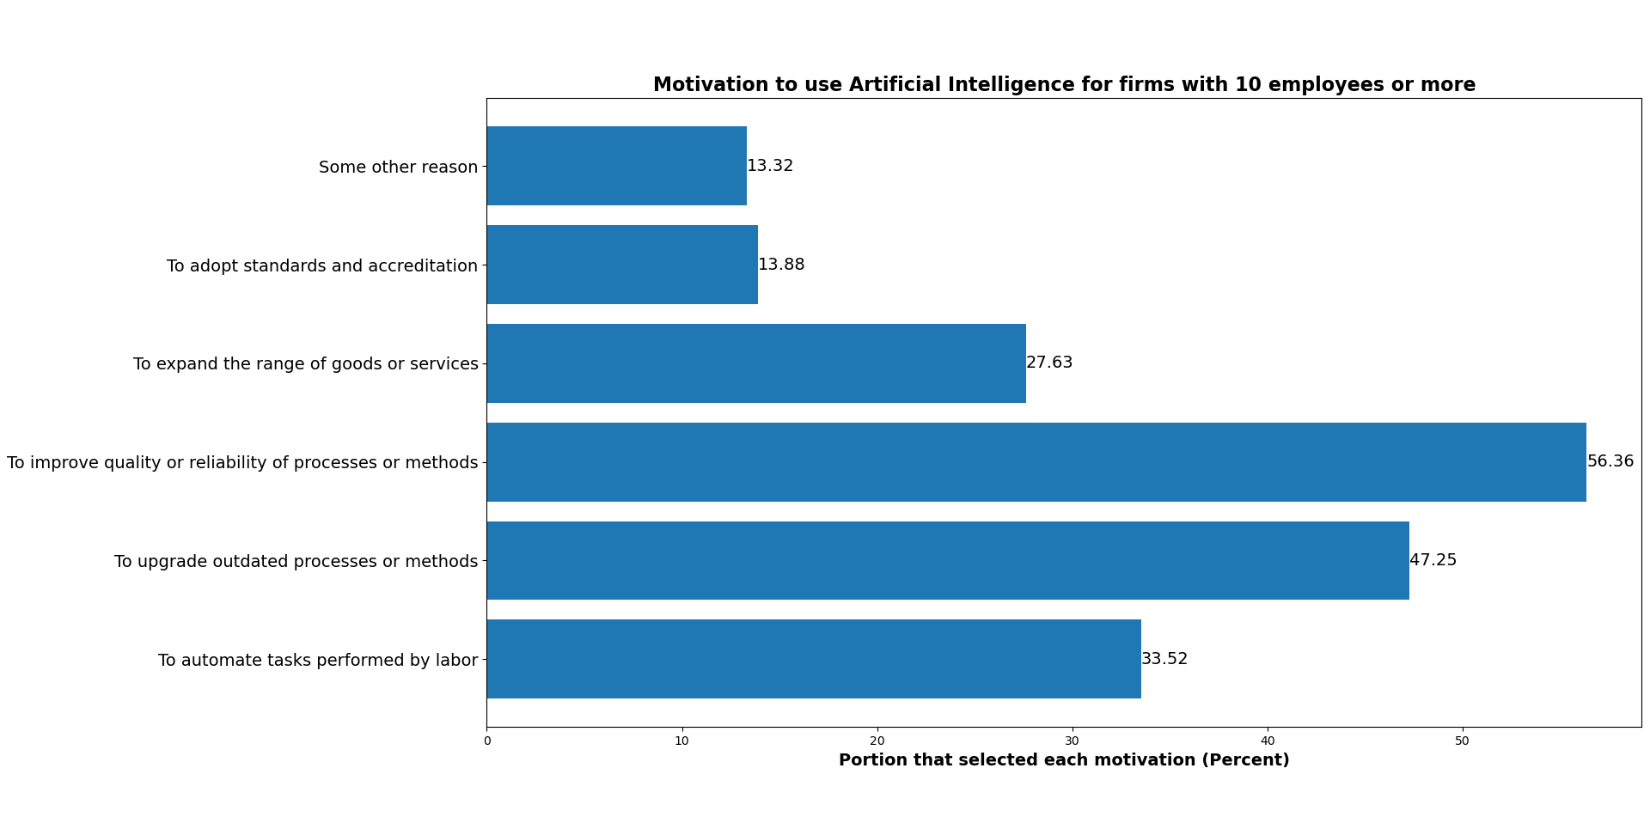 Motivation to use Artificial Intelligence for firms with 10 employees or more
Some other reason
13.32
To adopt standards and accreditation
13.88
To expand the range of goods or services
27.63
To improve quality or reliability of processes or methods
56.36
To upgrade outdated processes or methods
47.25
To automate tasks performed by labor
33.52
0 10 20 30 40 50
Portion that selected each motivation (Percent)